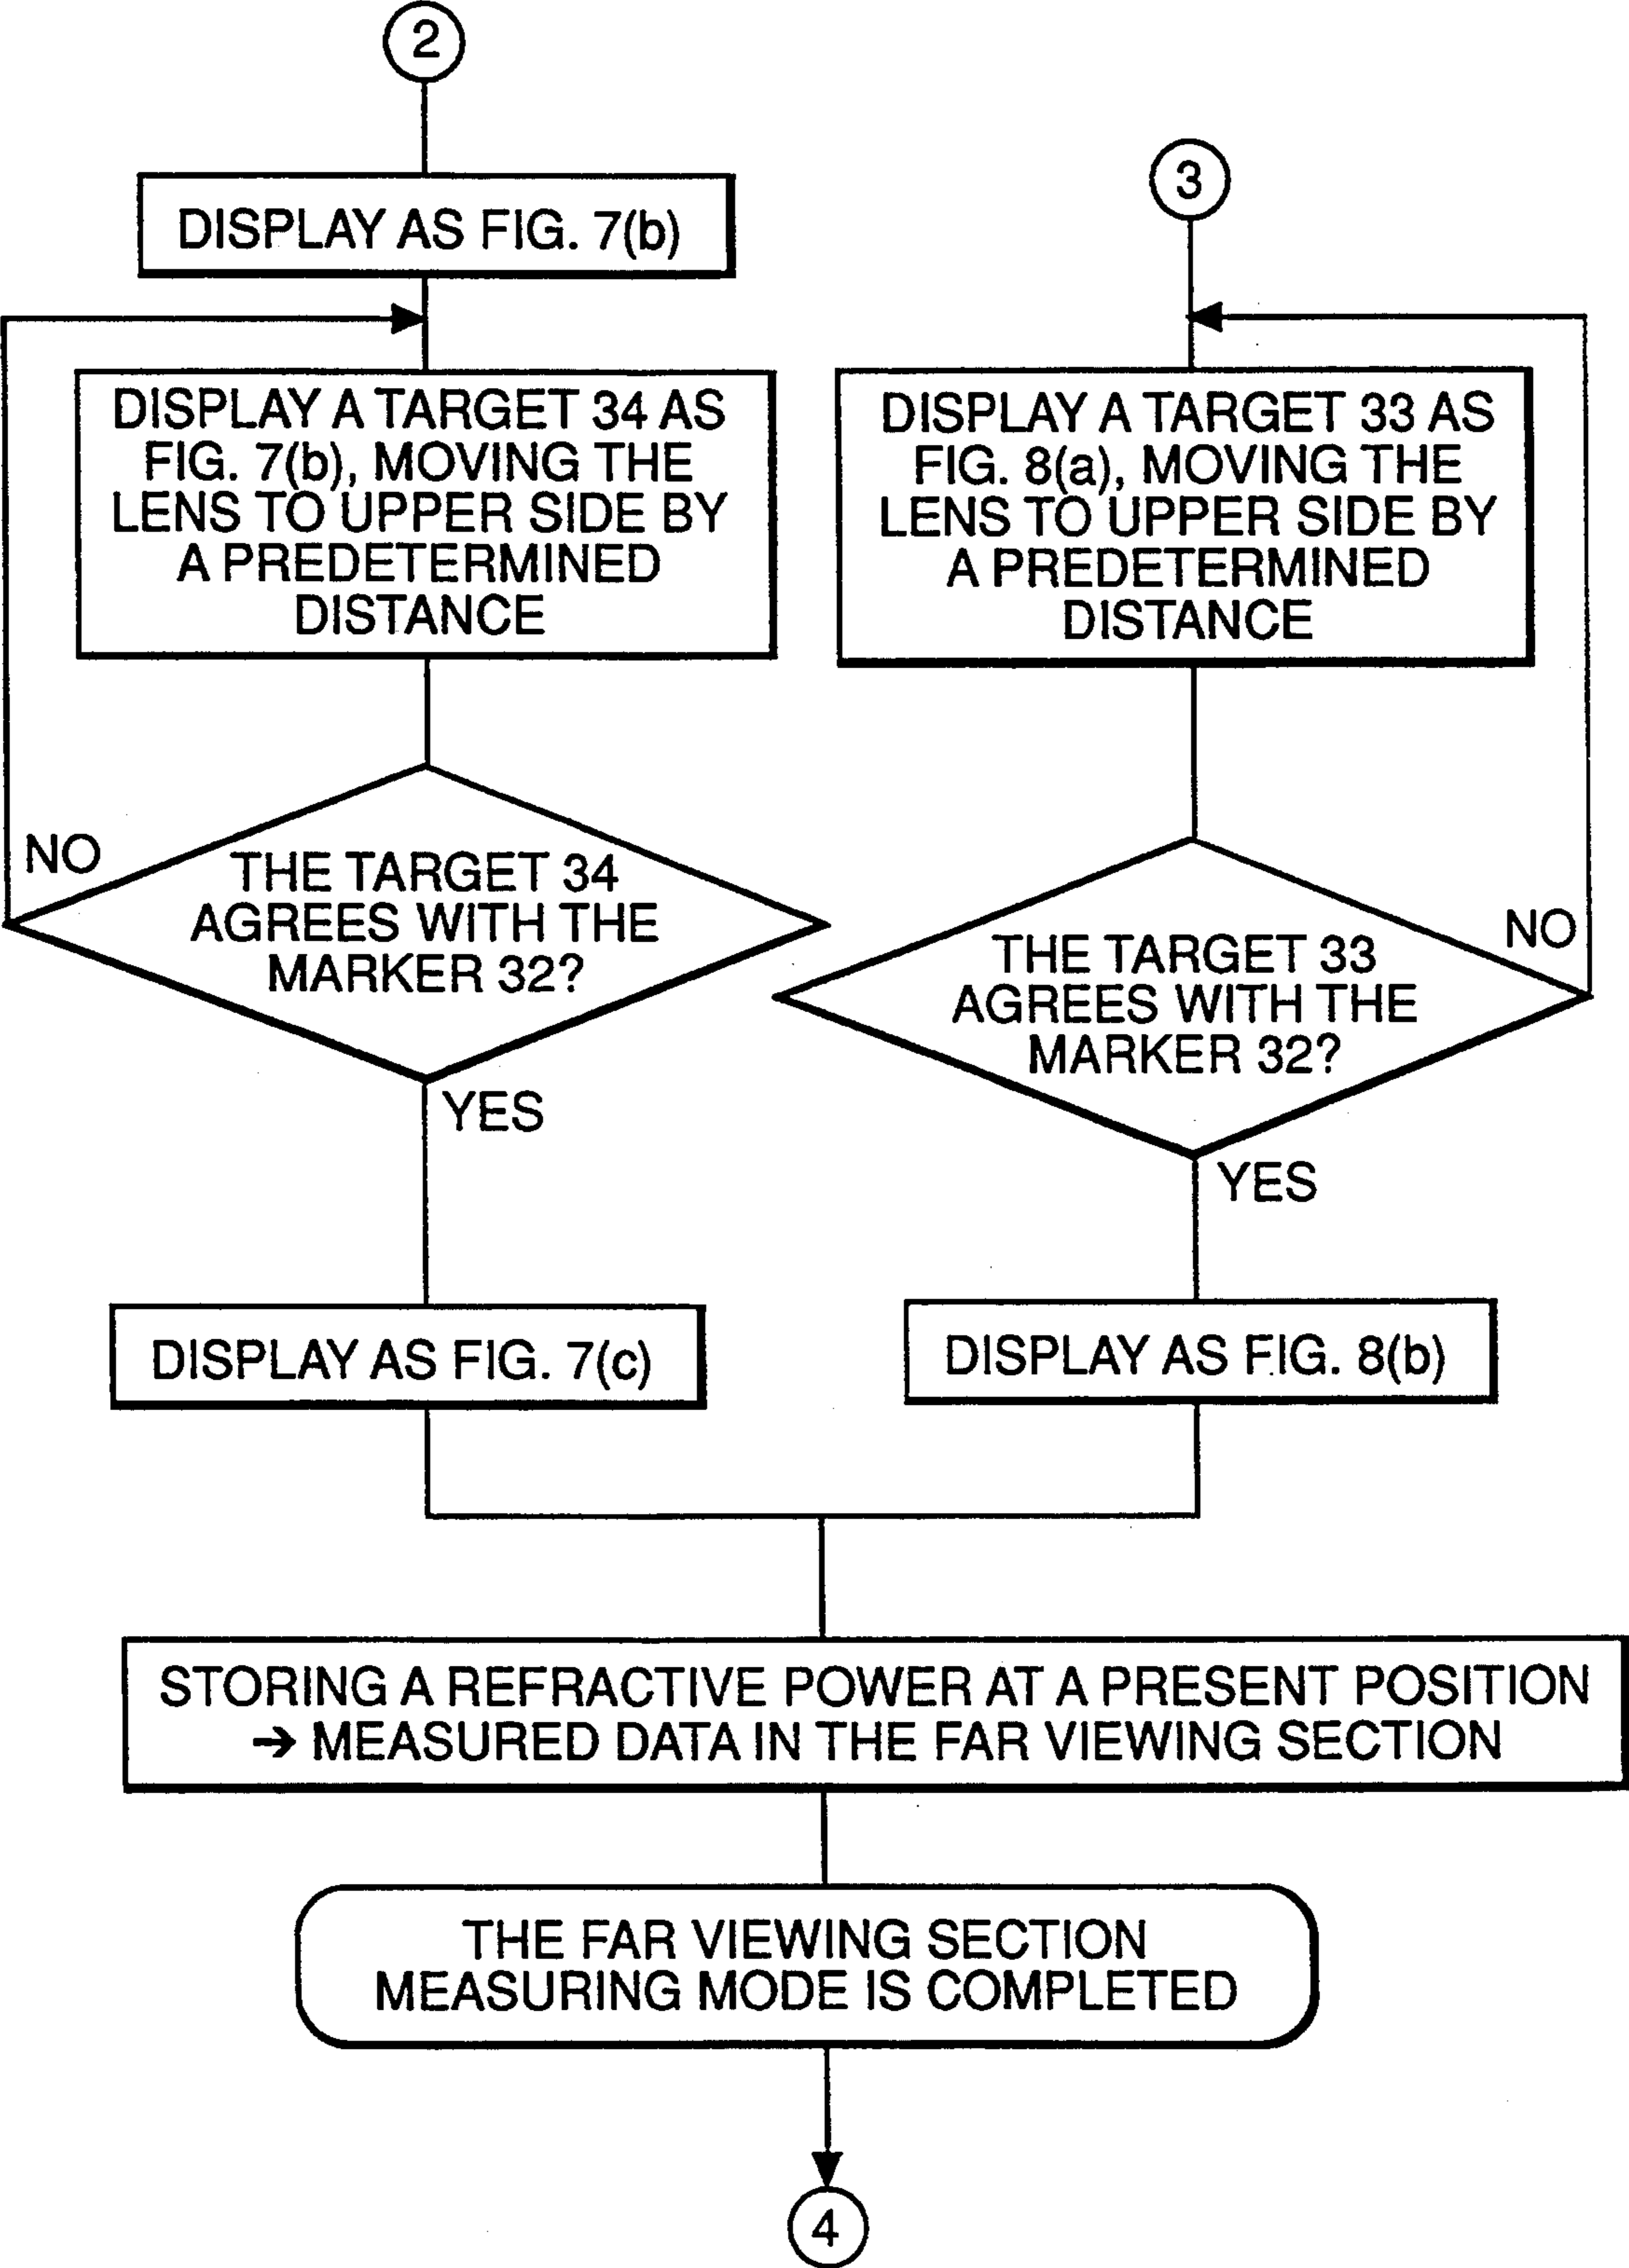 2
DISPLAY AS FIG. 7(b)
DISPLAY A TARGET 34 AS
FIG. 7(b), MOVING THE
LENS TO UPPER SIDE BY
A PREDETERMINED
DISTANCE
NO
THE TARGET 34
AGREES WITH THE
MARKER 32?
YES
DISPLAY AS FIG. 7(c)
3
DISPLAY A TARGET 33 AS
FIG. 8(a), MOVING THE
LENS TO UPPER SIDE BY
A PREDETERMINED
DISTANCE
NO
THE TARGET 33
AGREES WITH THE
MARKER 32?
YES
DISPLAY AS FIG. 8(b)
STORING A REFRACTIVE POWER AT A PRESENT POSITION
→ MEASURED DATA IN THE FAR VIEWING SECTION
THE FAR VIEWING SECTION
MEASURING MODE IS COMPLETED
4